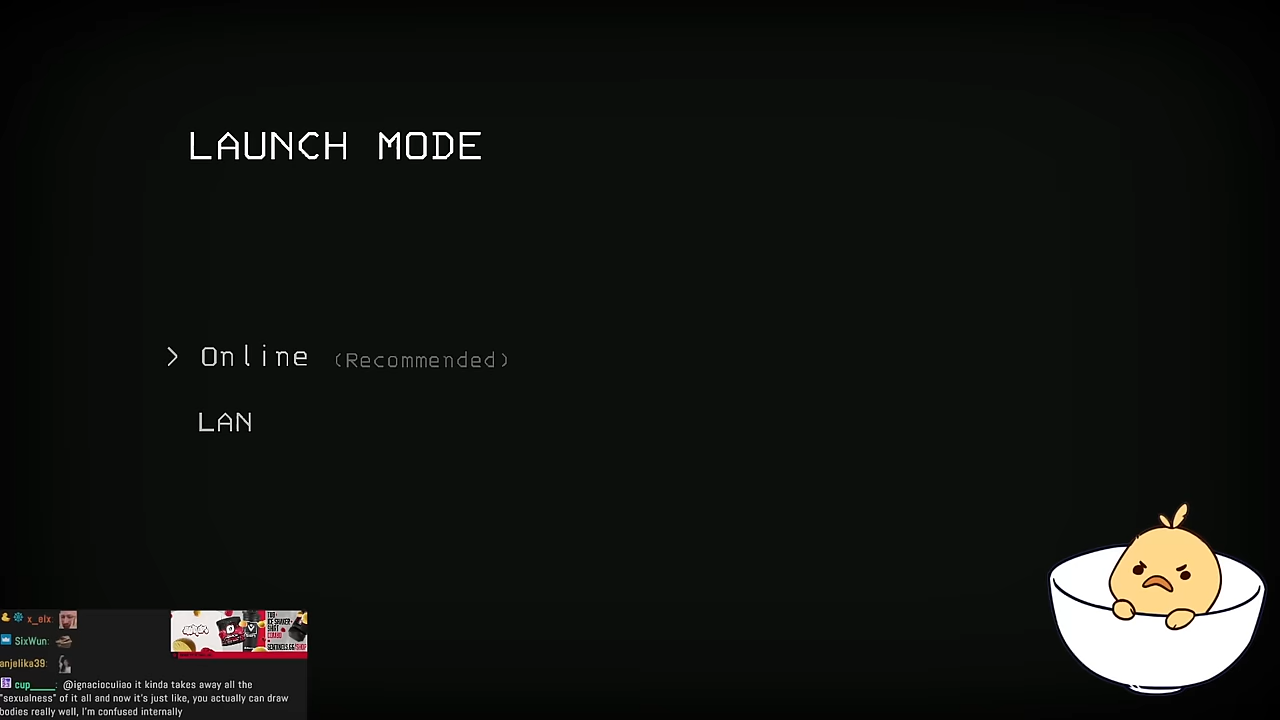 LAUNCH MODE
> Online (Recommended)
LAN
x_eix:
SixWun:
anjelika39:
cup_____: @ignacioculiao it kinda takes away all the
"sexualness" of it all and now it's just like, you actually can draw
bodies really well, I'm confused internally